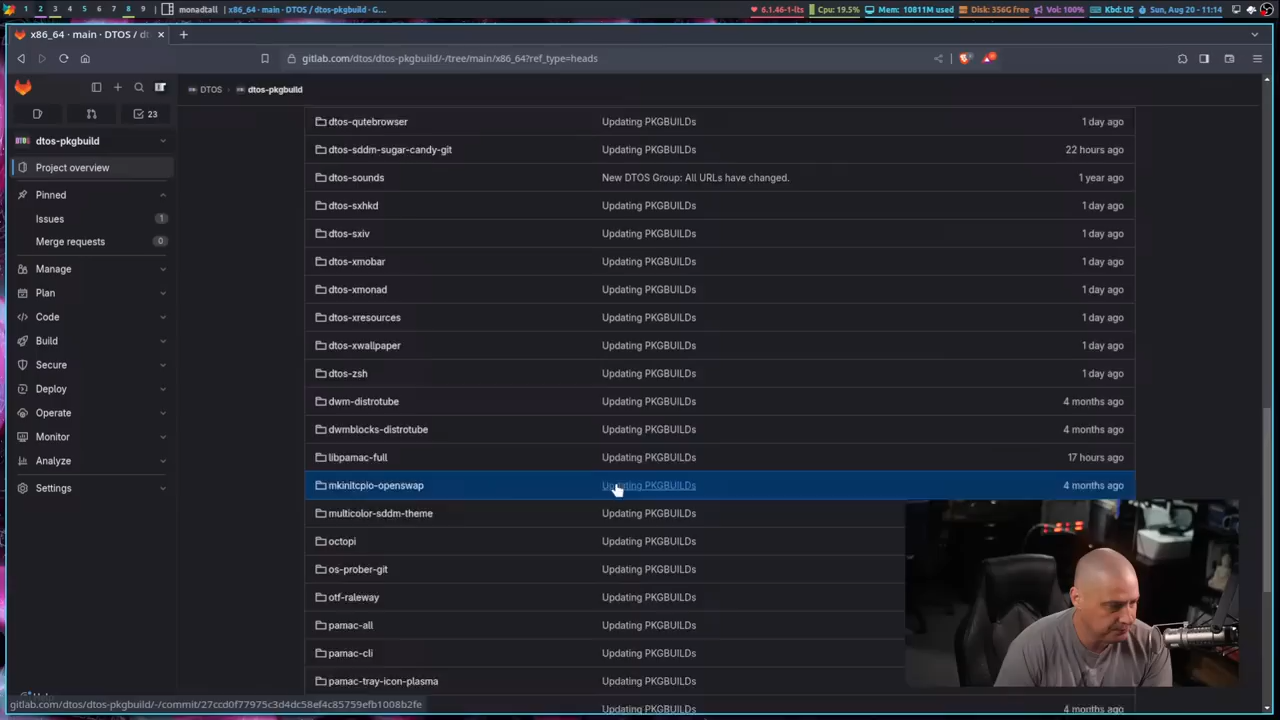 1 2 3 4 5 6 7 8 9 monadtall | x86_64 · main · DTOS / dtos-pkgbuild - G... 6.1.46-1-lts Cpu: 19.5% Mem: 10811M used Disk: 356G free Vol: 100% Kbd: US Sun, Aug 20 - 11:14
x86_64 · main · DTOS / dt
gitlab.com/dtos/dtos-pkgbuild/-/tree/main/x86_64?ref_type=heads
DTOS › dtos-pkgbuild
23
dtos-pkgbuild
Project overview
Pinned
Issues 1
Merge requests 0
Manage
Plan
Code
Build
Secure
Deploy
Operate
Monitor
Analyze
Settings
dtos-qutebrowser Updating PKGBUILDs 1 day ago
dtos-sddm-sugar-candy-git Updating PKGBUILDs 22 hours ago
dtos-sounds New DTOS Group: All URLs have changed. 1 year ago
dtos-sxhkd Updating PKGBUILDs 1 day ago
dtos-sxiv Updating PKGBUILDs 1 day ago
dtos-xmobar Updating PKGBUILDs 1 day ago
dtos-xmonad Updating PKGBUILDs 1 day ago
dtos-xresources Updating PKGBUILDs 1 day ago
dtos-xwallpaper Updating PKGBUILDs 1 day ago
dtos-zsh Updating PKGBUILDs 1 day ago
dwm-distrotube Updating PKGBUILDs 4 months ago
dwmblocks-distrotube Updating PKGBUILDs 4 months ago
libpamac-full Updating PKGBUILDs 17 hours ago
mkinitcpio-openswap Updating PKGBUILDs 4 months ago
multicolor-sddm-theme Updating PKGBUILDs
octopi Updating PKGBUILDs
os-prober-git Updating PKGBUILDs
otf-raleway Updating PKGBUILDs
pamac-all Updating PKGBUILDs
pamac-cli Updating PKGBUILDs
pamac-tray-icon-plasma Updating PKGBUILDs
Updating PKGBUILDs 4 months ago
gitlab.com/dtos/dtos-pkgbuild/-/commit/27ccd0f77975c3d4dc58ef4c85759efb1008b2fe